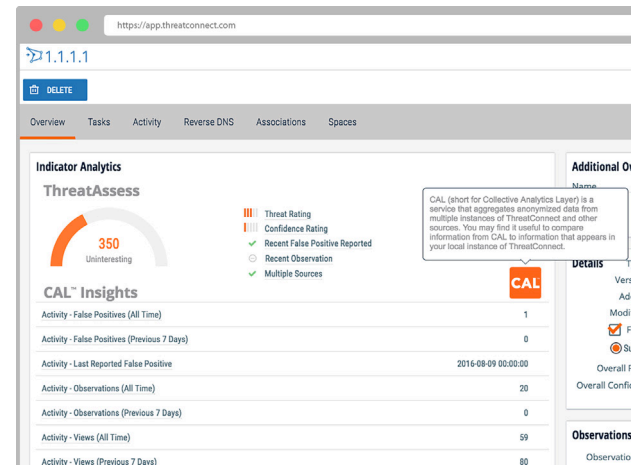 https://app.threatconnect.com
1.1.1.1
DELETE
Overview Tasks Activity Reverse DNS Associations Spaces
Indicator Analytics
ThreatAssess
350
Uninteresting
Threat Rating
Confidence Rating
Recent False Positive Reported
Recent Observation
Multiple Sources
CAL (short for Collective Analytics
Layer) is a
service that aggregates anonymized data from
multiple instances of ThreatConnect and other
sources. You may find it useful to compare
information from CAL to information that appears in
your local instance of ThreatConnect.
CAL
CAL™ Insights
Activity - False Positives (All Time) 1
Activity - False Positives (Previous 7 Days) 0
Activity - Last Reported False Positive 2016-08-09 00:00:00
Activity - Observations (All Time) 20
Activity - Observations (Previous 7 Days) 0
Activity - Views (All Time) 59
Activity - Views (Previous 7 Days) 80
Additional
Name
Details
Overall
Overall
Observations